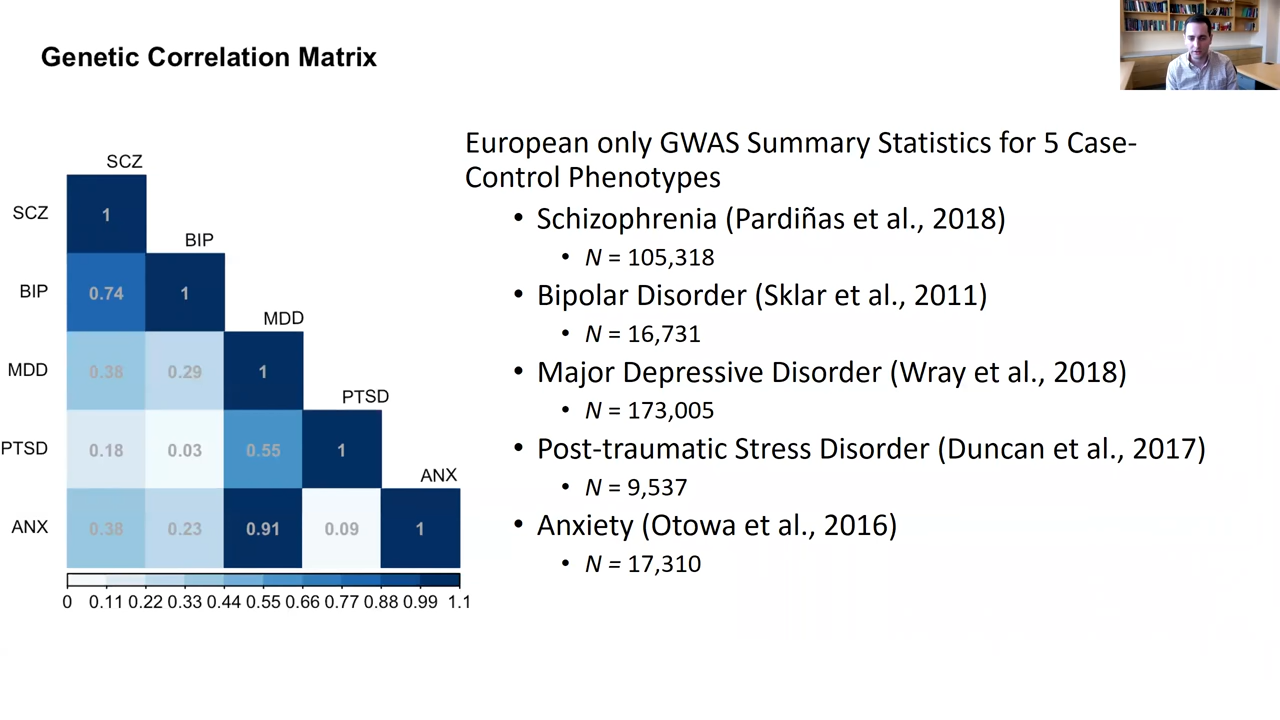 Genetic Correlation Matrix
SCZ
SCZ 1
BIP
BIP 0.74 1
MDD
MDD 0.38 0.29 1
PTSD
PTSD 0.18 0.03 0.55 1
ANX
ANX 0.38 0.23 0.91 0.09 1
0 0.11 0.22 0.33 0.44 0.55 0.66 0.77 0.88 0.99 1.1
European only GWAS Summary Statistics for 5 Case-
Control Phenotypes
• Schizophrenia (Pardiñas et al., 2018)
• N = 105,318
• Bipolar Disorder (Sklar et al., 2011)
• N = 16,731
• Major Depressive Disorder (Wray et al., 2018)
• N = 173,005
• Post-traumatic Stress Disorder (Duncan et al., 2017)
• N = 9,537
• Anxiety (Otowa et al., 2016)
• N = 17,310